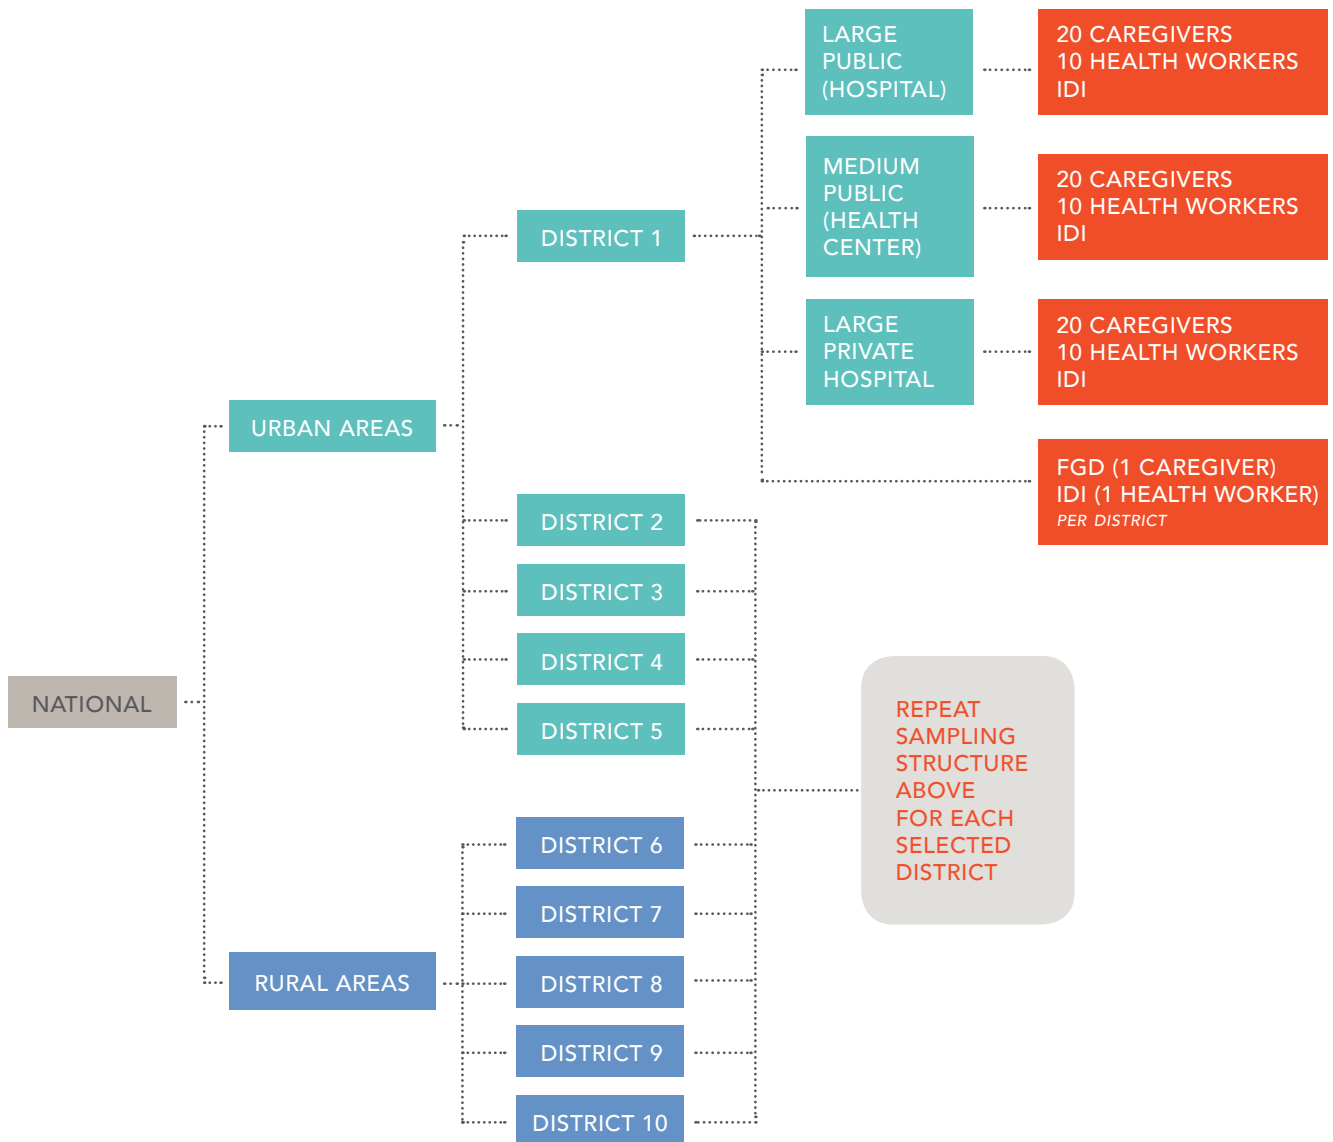 LARGE
PUBLIC
(HOSPITAL)
20 CAREGIVERS
10 HEALTH WORKERS
IDI
MEDIUM
PUBLIC
(HEALTH
CENTER)
20 CAREGIVERS
10 HEALTH WORKERS
IDI
DISTRICT 1
LARGE
PRIVATE
HOSPITAL
20 CAREGIVERS
10 HEALTH WORKERS
IDI
URBAN AREAS
FGD (1 CAREGIVER)
IDI (1 HEALTH WORKER)
PER DISTRICT
DISTRICT 2
DISTRICT 3
DISTRICT 4
DISTRICT 5
NATIONAL
REPEAT
SAMPLING
STRUCTURE
ABOVE
FOR EACH
SELECTED
DISTRICT
DISTRICT 6
DISTRICT 7
RURAL AREAS
DISTRICT 8
DISTRICT 9
DISTRICT 10